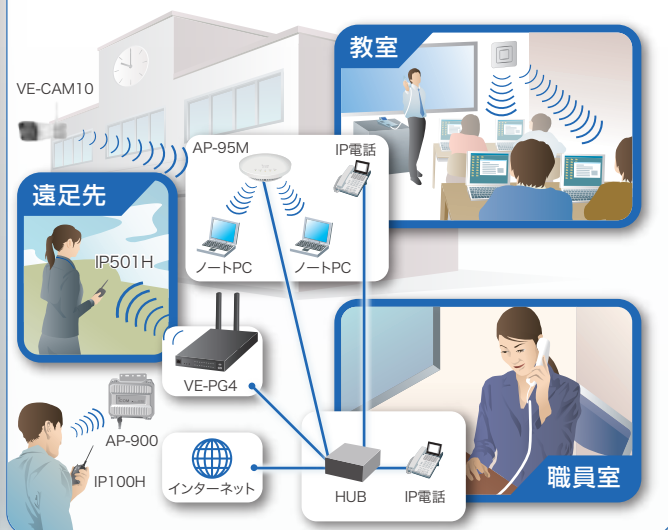 教室
VE-CAM10
AP-95M
IP電話
遠足先
IP501H
ノートPC
ノートPC
VE-PG4
AP-900
IP100H
インターネット
HUB
IP電話
職員室